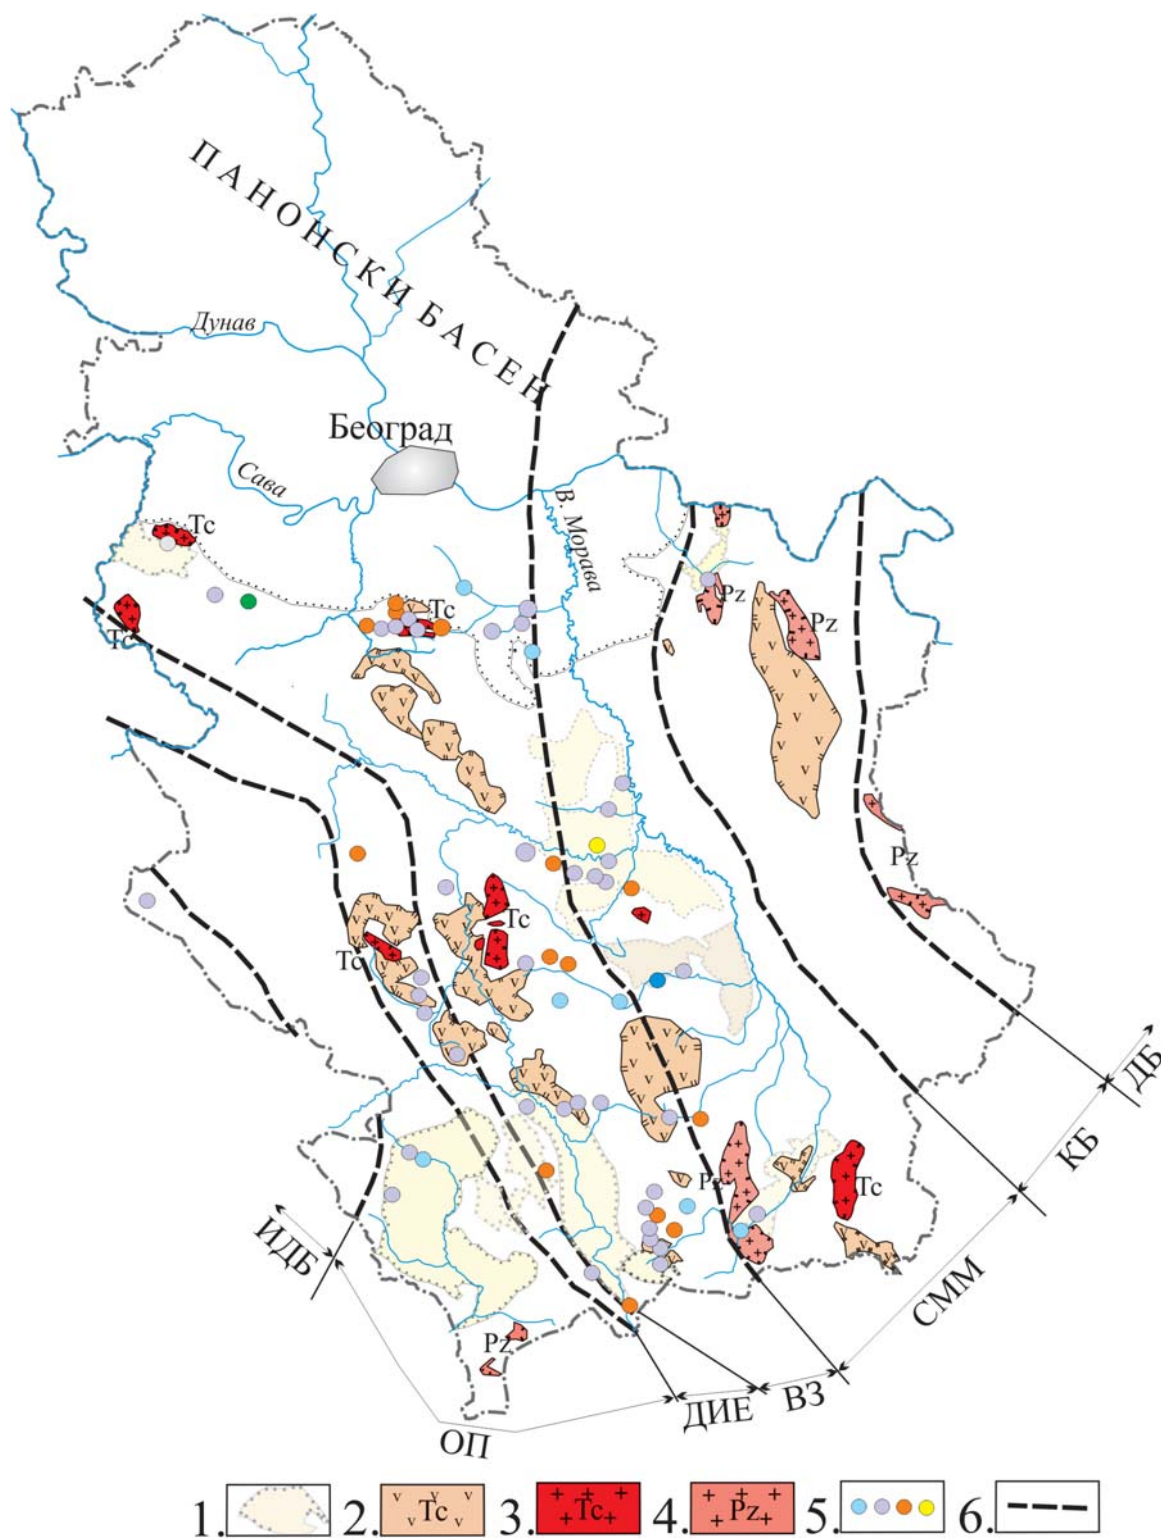 ПАНОНСКИ БАСЕН
Дунав
Београд
Сава
В. Морава
Tc
Tc
Tc
Pz
Pz
Pz
Tc
Tc
Pz
Tc
Pz
ИДБ
ОП
ДИЕ
ВЗ
СММ
КБ
ДБ
1.
2. Tc
3. Tc
4. Pz
5.
6.